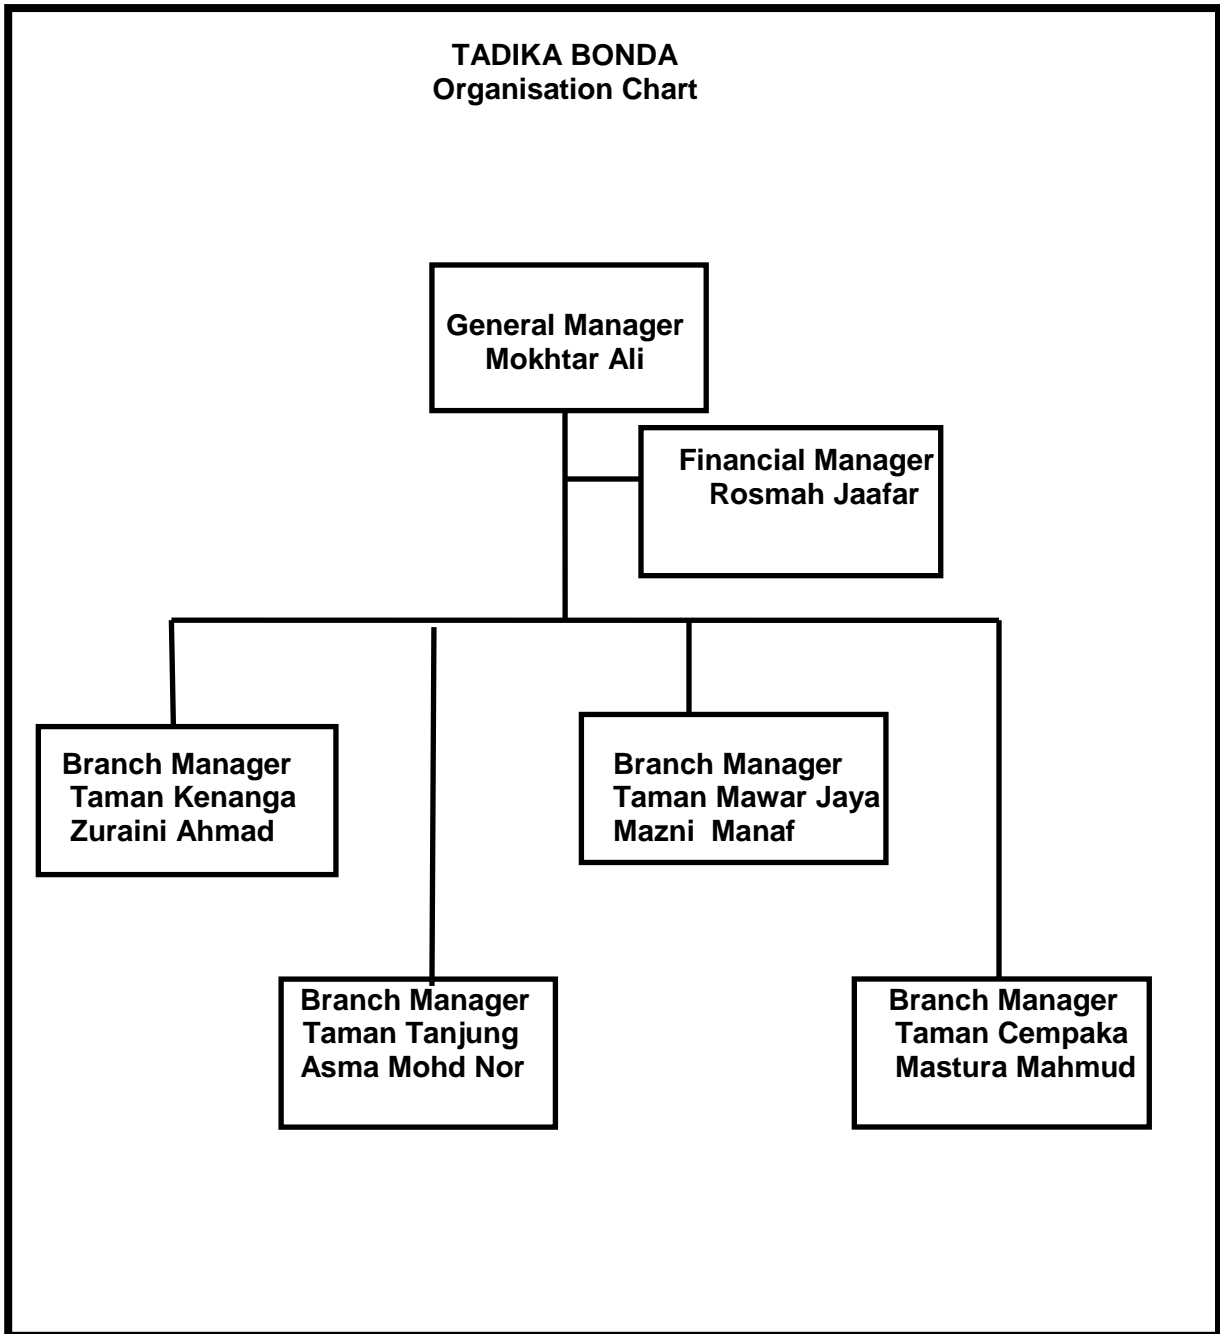 TADIKA BONDA
Organisation Chart
General Manager
Mokhtar Ali
Financial Manager
Rosmah Jaafar
Branch Manager
Taman Kenanga
Zuraini Ahmad
Branch Manager
Taman Mawar Jaya
Mazni Manaf
Branch Manager
Taman Tanjung
Asma Mohd Nor
Branch Manager
Taman Cempaka
Mastura Mahmud